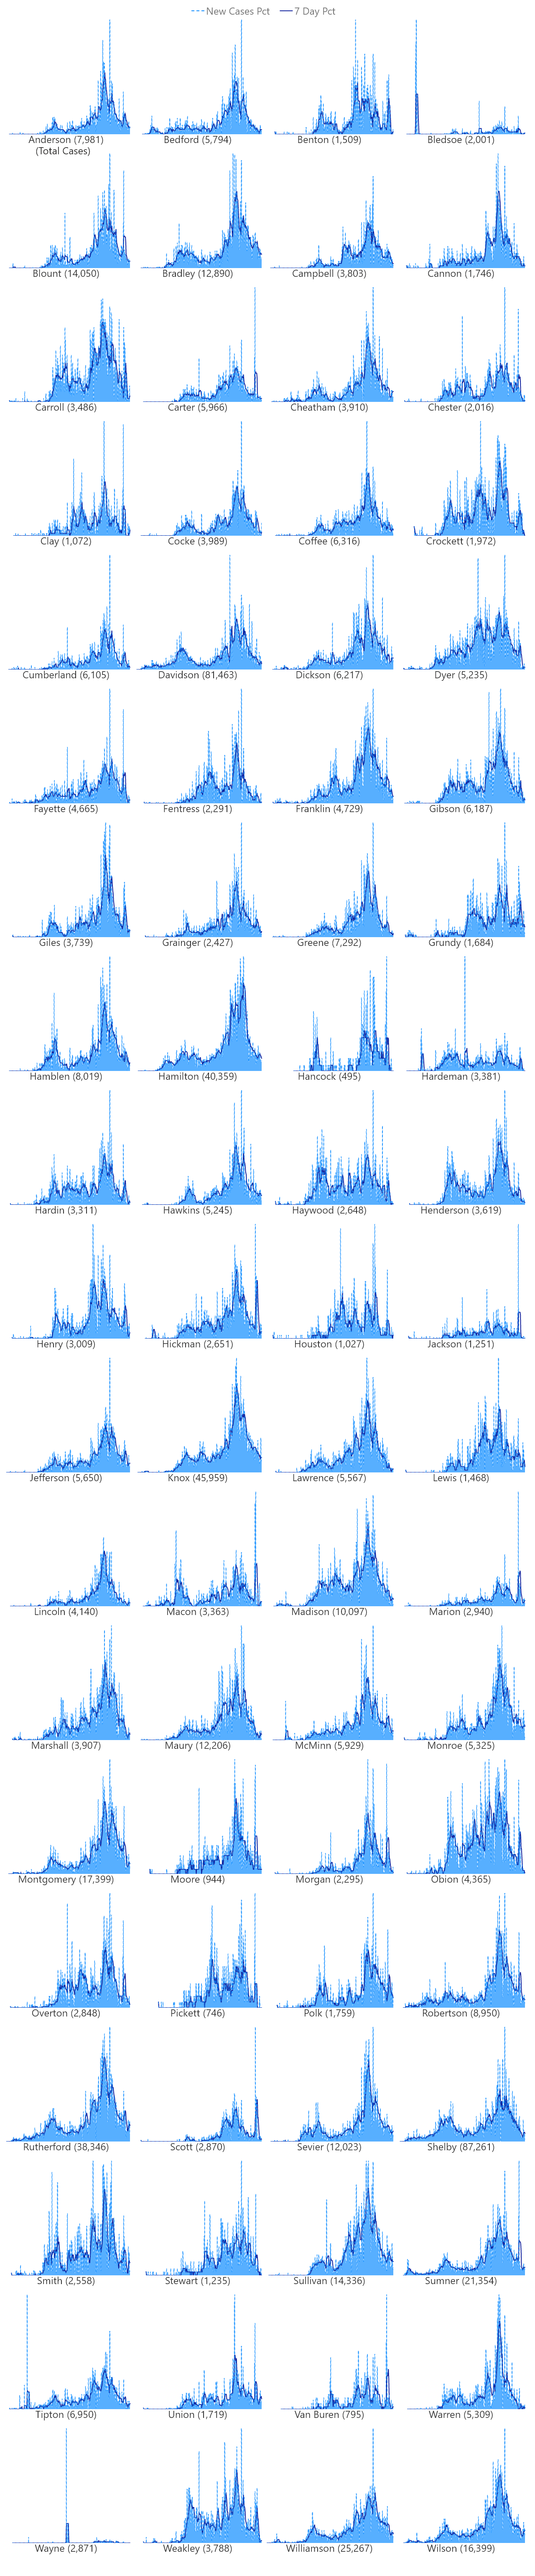 New Cases Pct 7 Day Pct
Anderson (7,981) Bedford (5,794) Benton (1,509) Bledsoe (2,001)
(Total Cases)
Blount (14,050) Bradley (12,890) Campbell (3,803) Cannon (1,746)
Carroll (3,486) Carter (5,966) Cheatham (3,910) Chester (2,016)
Clay (1,072) Cocke (3,989) Coffee (6,316) Crockett (1,972)
Cumberland (6,105) Davidson (81,463) Dickson (6,217) Dyer (5,235)
Fayette (4,665) Fentress (2,291) Franklin (4,729) Gibson (6,187)
Giles (3,739) Grainger (2,427) Greene (7,292) Grundy (1,684)
Hamblen (8,019) Hamilton (40,359) Hancock (495) Hardeman (3,381)
Hardin (3,311) Hawkins (5,245) Haywood (2,648) Henderson (3,619)
Henry (3,009) Hickman (2,651) Houston (1,027) Jackson (1,251)
Jefferson (5,650) Knox (45,959) Lawrence (5,567) Lewis (1,468)
Lincoln (4,140) Macon (3,363) Madison (10,097) Marion (2,940)
Marshall (3,907) Maury (12,206) McMinn (5,929) Monroe (5,325)
Montgomery (17,399) Moore (944) Morgan (2,295) Obion (4,365)
Overton (2,848) Pickett (746) Polk (1,759) Robertson (8,950)
Rutherford (38,346) Scott (2,870) Sevier (12,023) Shelby (87,261)
Smith (2,558) Stewart (1,235) Sullivan (14,336) Sumner (21,354)
Tipton (6,950) Union (1,719) Van Buren (795) Warren (5,309)
Wayne (2,871) Weakley (3,788) Williamson (25,267) Wilson (16,399)